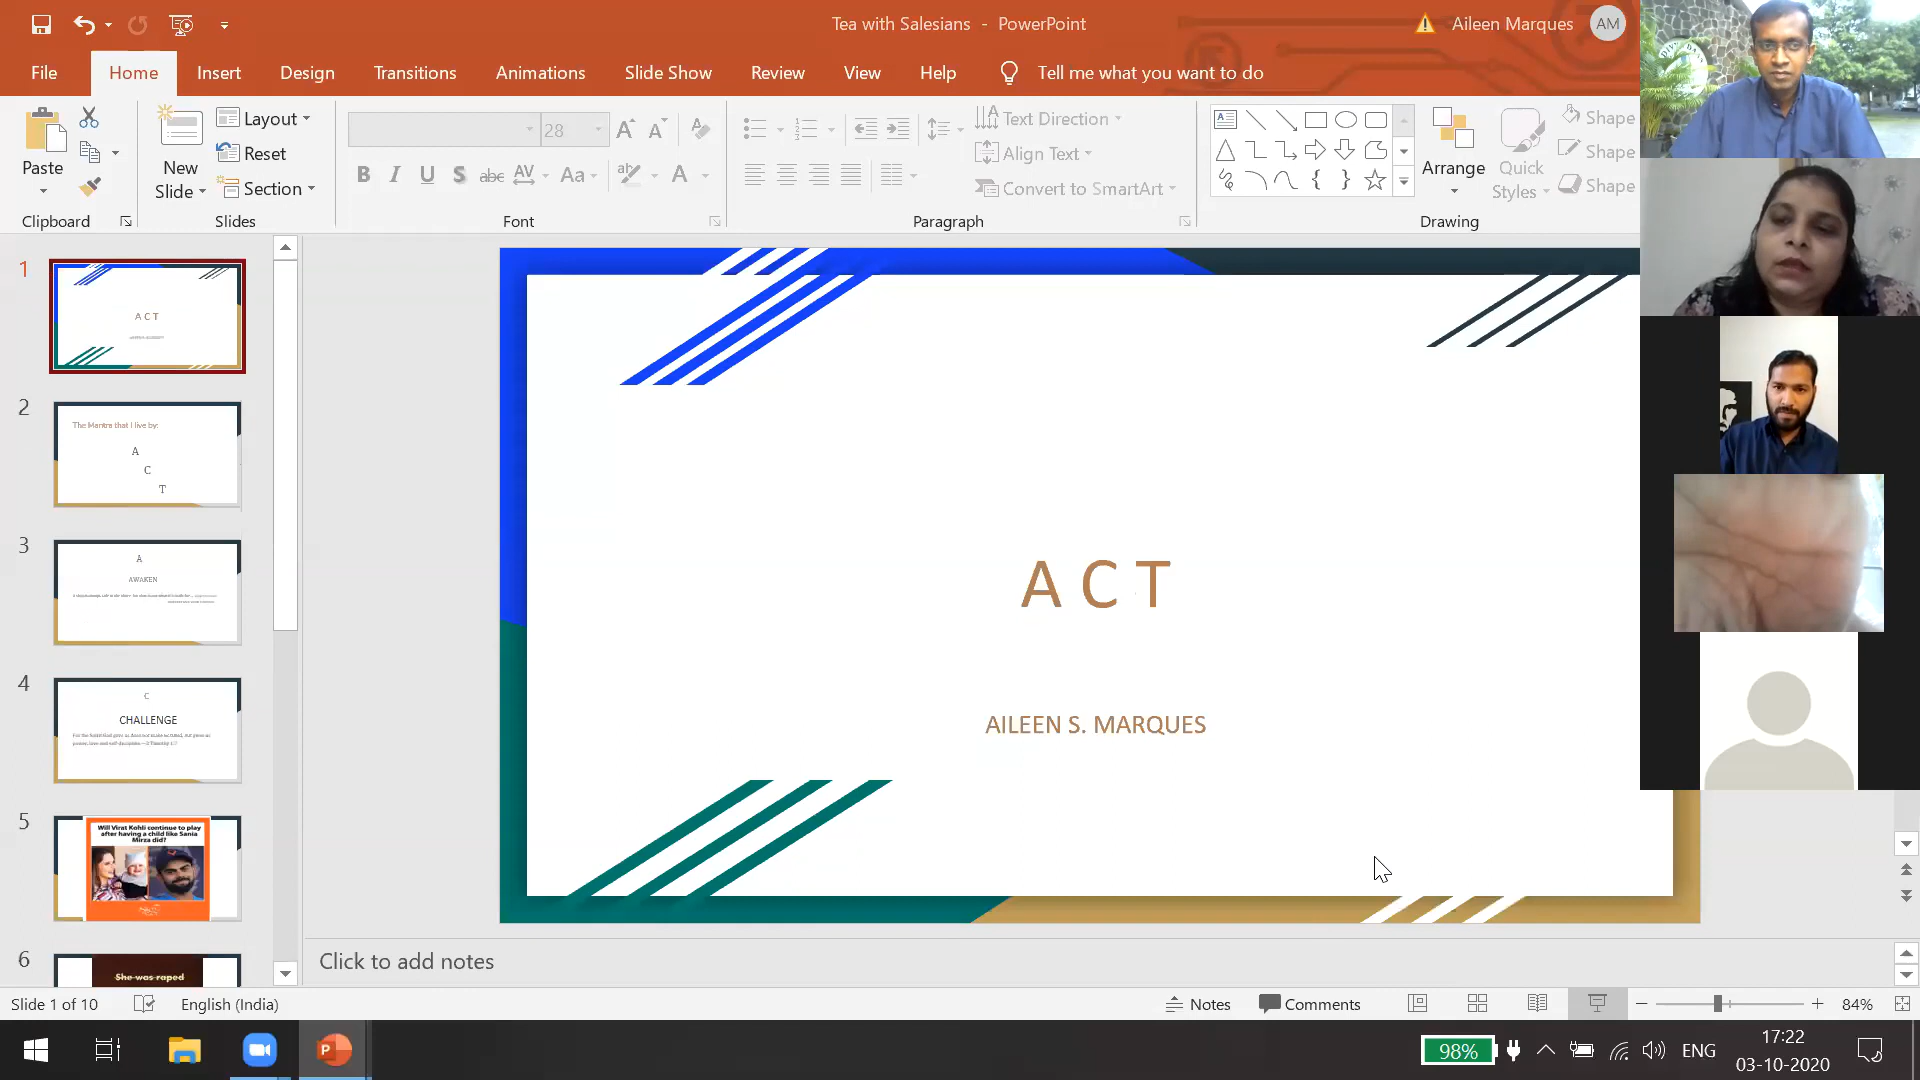 Tea with Salesians - PowerPoint
Aileen Marques
AM
File
Home
Insert
Design
Transitions
Animations
Slide Show
Review
View
Help
Tell me what you want to do
Paste
Clipboard
New
Slide
Layout
Reset
Section
Slides
28
B I U S abc AV Aa A
Font
Text Direction
Align Text
Convert to SmartArt
Paragraph
Arrange
Quick
Styles
Shape
Shape
Shape
Drawing
1
A C T
2
The Mantra that I live by:
A
C
T
3
A
AWAKEN
4
C
CHALLENGE
5
Will Virat Kohli continue to play
after having a child like Sania
Mirza did?
6
She was raped
A C T
AILEEN S. MARQUES
Click to add notes
Slide 1 of 10
English (India)
Notes
Comments
84%
98%
ENG
17:22
03-10-2020